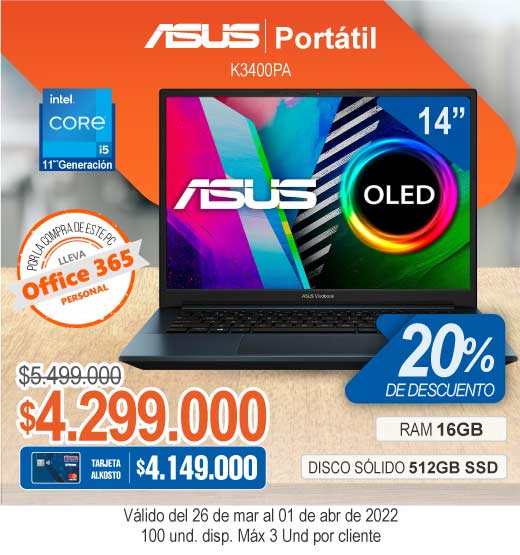 ASUS | Portátil
K3400PA
intel
CORE
i5
11va Generación
14”
ASUS
OLED
ASUS Vivobook
POR LA COMPRA DE ESTE PC
LLEVA
Office 365
PERSONAL
20%
DE DESCUENTO
$5.499.000
$4.299.000
TARJETA
ALKOSTO
$4.149.000
RAM 16GB
DISCO SÓLIDO 512GB SSD
Válido del 26 de mar al 01 de abr de 2022
100 und. disp. Máx 3 Und por cliente